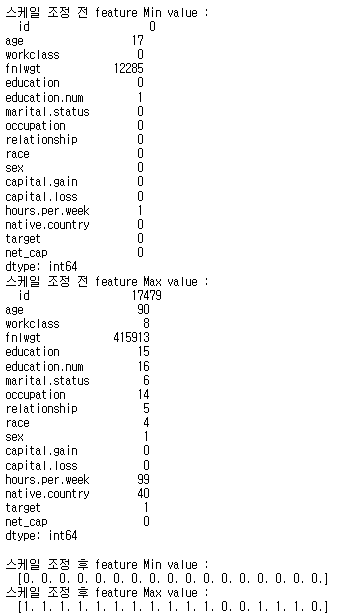 스케일 조정 전 feature Min value :
id 0
age 17
workclass 0
fnlwgt 12285
education 0
education.num 1
marital.status 0
occupation 0
relationship 0
race 0
sex 0
capital.gain 0
capital.loss 0
hours.per.week 1
native.country 0
target 0
net_cap 0
dtype: int64
스케일 조정 전 feature Max value :
id 17479
age 90
workclass 8
fnlwgt 415913
education 15
education.num 16
marital.status 6
occupation 14
relationship 5
race 4
sex 1
capital.gain 0
capital.loss 0
hours.per.week 99
native.country 40
target 1
net_cap 0
dtype: int64
스케일 조정 후 feature Min value :
[0. 0. 0. 0. 0. 0. 0. 0. 0. 0. 0. 0. 0. 0. 0. 0. 0.]
스케일 조정 후 feature Max value :
[1. 1. 1. 1. 1. 1. 1. 1. 1. 1. 1. 0. 0. 1. 1. 1. 0.]